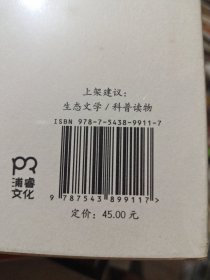 上架建议：
生态文学/科普读物
ISBN 978-7-5438-9911-7
浦睿
文化
9 787543 899117 >
定价：45.00 元